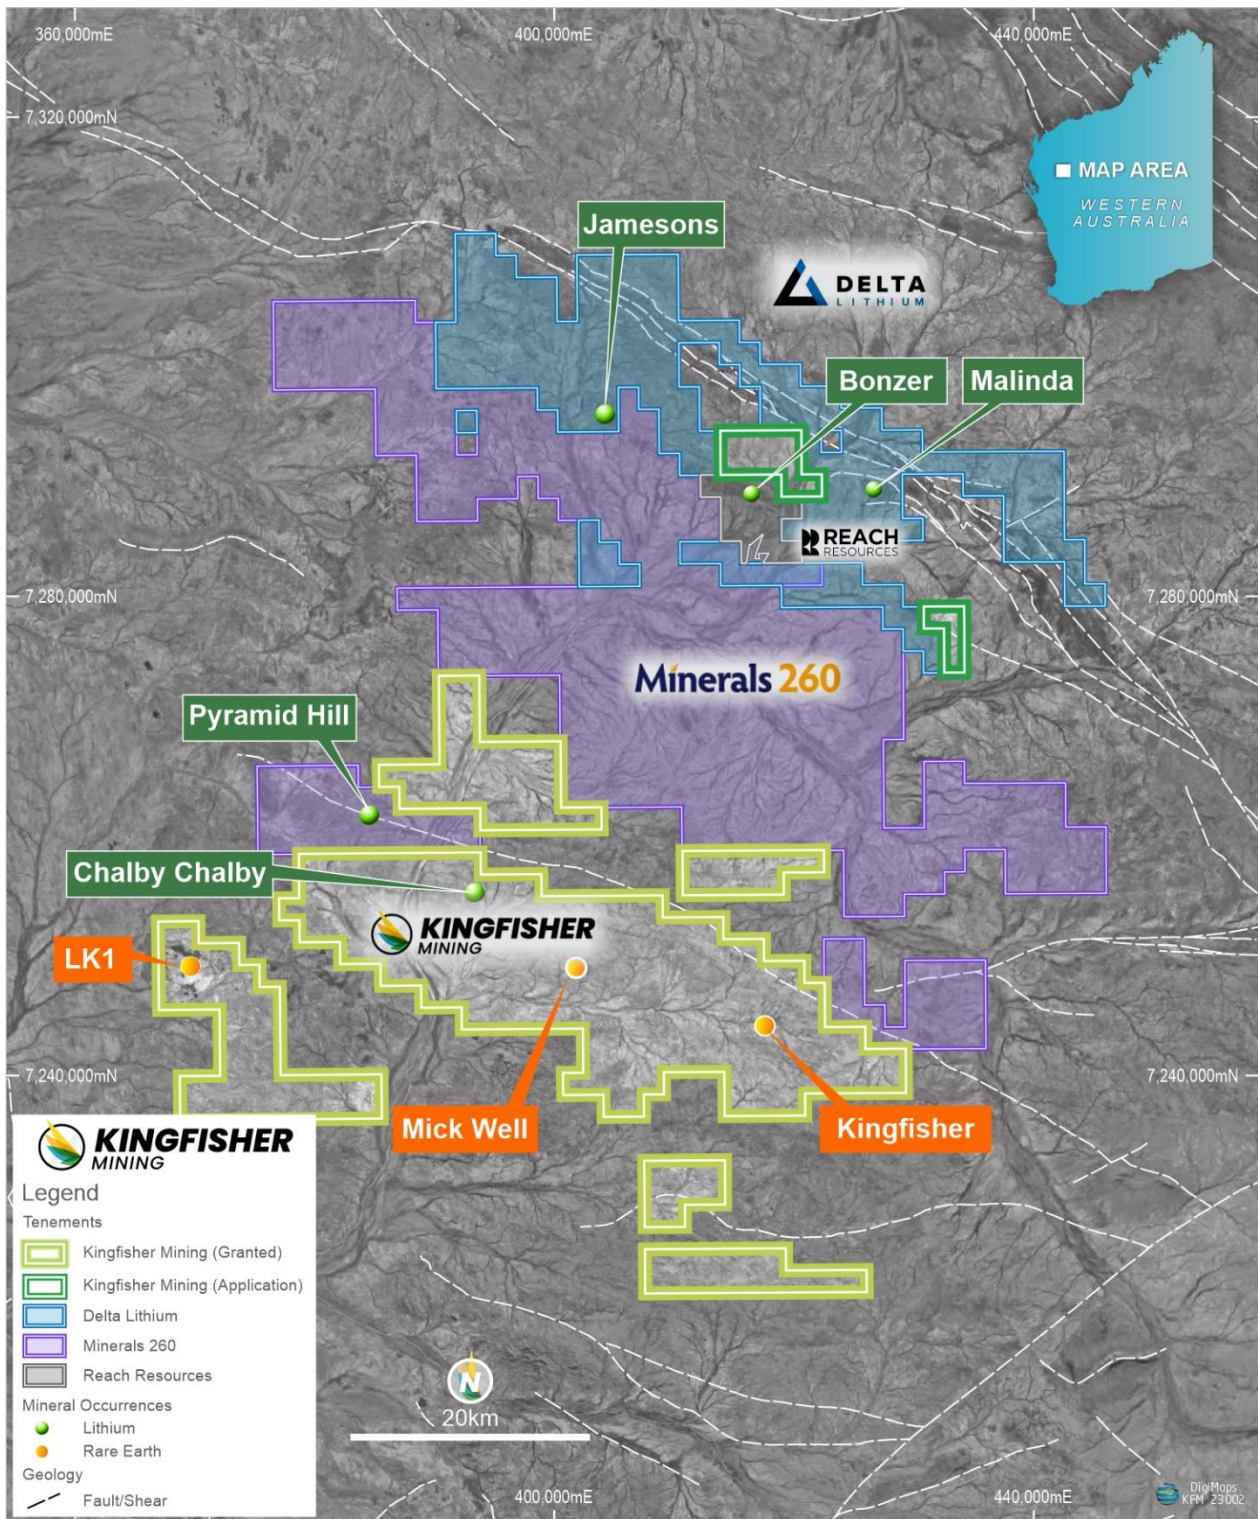 360,000mE
400,000mE
440,000mE
7,320,000mN
MAP AREA
WESTERN
AUSTRALIA
Jamesons
DELTA
LITHIUM
Bonzer
Malinda
REACH
RESOURCES
7,280,000mN
7,280,000mN
Minerals 260
Pyramid Hill
Chalby Chalby
KINGFISHER
MINING
LK1
7,240,000mN
7,240,000mN
Mick Well
Kingfisher
KINGFISHER
MINING
Legend
Tenements
Kingfisher Mining (Granted)
Kingfisher Mining (Application)
Delta Lithium
Minerals 260
Reach Resources
Mineral Occurrences
Lithium
Rare Earth
Geology
Fault/Shear
N
20km
400,000mE
440,000mE
DigiMaps
KFM_23002